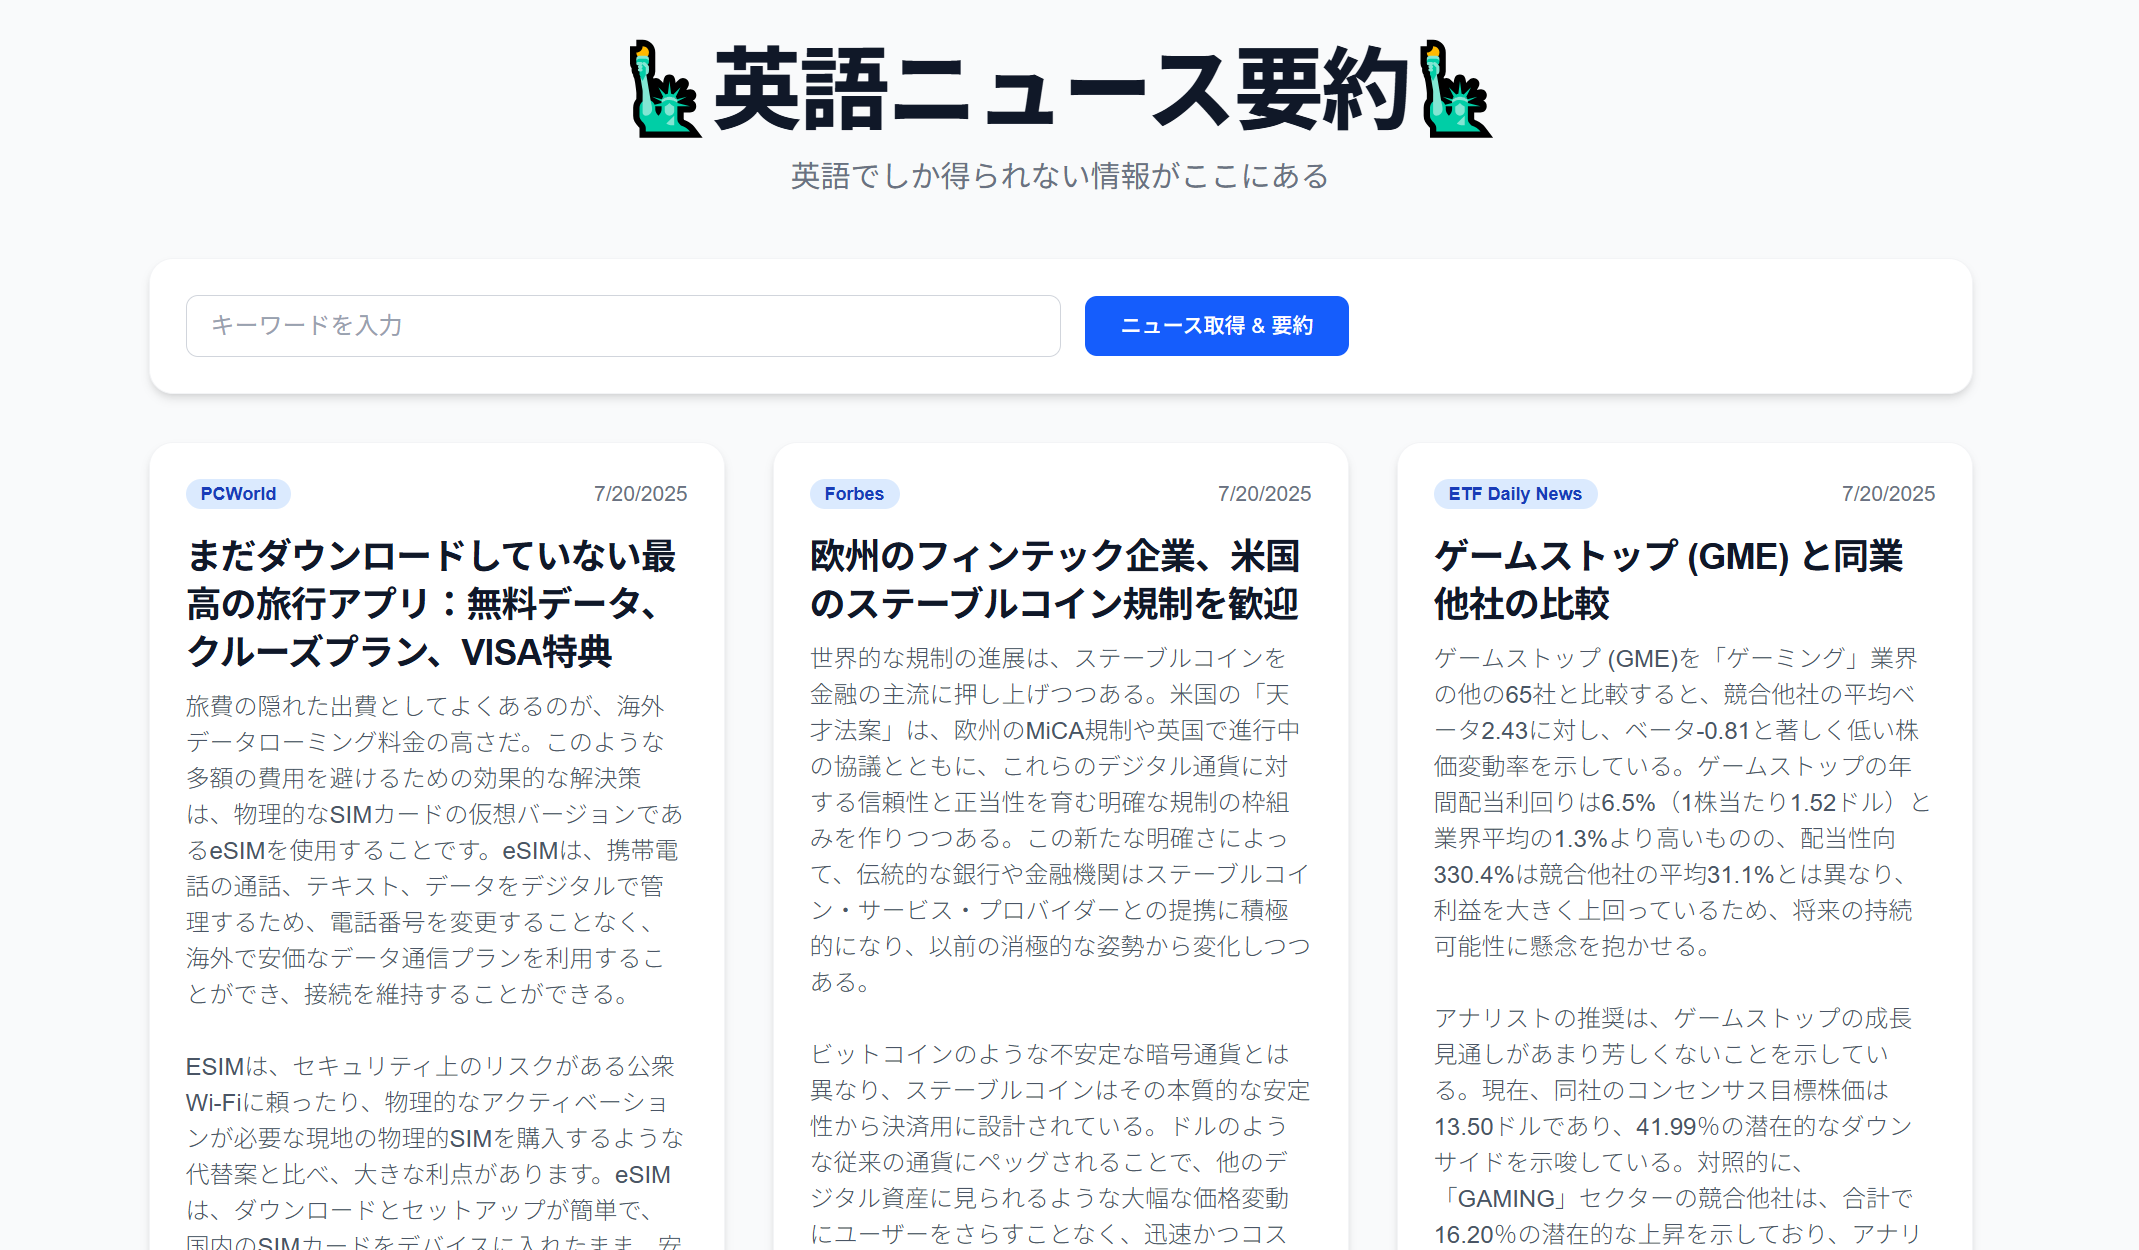 英語ニュース要約
英語でしか得られない情報がここにある
キーワードを入力
ニュース取得 & 要約
PCWorld
7/20/2025
まだダウンロードしていない最
高の旅行アプリ：無料データ、
クルーズプラン、VISA特典
旅費の隠れた出費としてよくあるのが、海外
データローミング料金の高さだ。このような
多額の費用を避けるための効果的な解決策
は、物理的なSIMカードの仮想バージョンであ
るeSIMを使用することです。eSIMは、携帯電
話の通話、テキスト、データをデジタルで管
理するため、電話番号を変更することなく、
海外で安価なデータ通信プランを利用するこ
とができ、接続を維持することができる。
ESIMは、セキュリティ上のリスクがある公衆
Wi-Fiに頼ったり、物理的なアクティベーショ
ンが必要な現地の物理的SIMを購入するような
代替案と比べ、大きな利点があります。eSIM
は、ダウンロードとセットアップが簡単で、
国内のSIMカードをデバイスに入れたまま、安
Forbes
7/20/2025
欧州のフィンテック企業、米国
のステーブルコイン規制を歓迎
世界的な規制の進展は、ステーブルコインを
金融の主流に押し上げつつある。米国の「天
才法案」は、欧州のMiCA規制や英国で進行中
の協議とともに、これらのデジタル通貨に対
する信頼性と正当性を育む明確な規制の枠組
みを作りつつある。この新たな明確さによっ
て、伝統的な銀行や金融機関はステーブルコイ
ン・サービス・プロバイダーとの提携に積極
的になり、以前の消極的な姿勢から変化しつつ
ある。
ビットコインのような不安定な暗号通貨とは
異なり、ステーブルコインはその本質的な安定
性から決済用に設計されている。ドルのよう
な従来の通貨にペッグされることで、他のデ
ジタル資産に見られるような大幅な価格変動
にユーザーをさらすことなく、迅速かつコス
ETF Daily News
7/20/2025
ゲームストップ (GME) と同業
他社の比較
ゲームストップ (GME)を「ゲーミング」業界
の他の65社と比較すると、競合他社の平均ベ
ータ2.43に対し、ベータ-0.81と著しく低い株
価変動率を示している。ゲームストップの年
間配当利回りは6.5%（1株当たり1.52ドル）と
業界平均の1.3%より高いものの、配当性向
330.4%は競合他社の平均31.1%とは異なり、
利益を大きく上回っているため、将来の持続
可能性に懸念を抱かせる。
アナリストの推奨は、ゲームストップの成長
見通しがあまり芳しくないことを示してい
る。現在、同社のコンセンサス目標株価は
13.50ドルであり、41.99%の潜在的なダウン
サイドを示唆している。対照的に、
「GAMING」セクターの競合他社は、合計で
16.20%の潜在的な上昇を示しており、アナリ